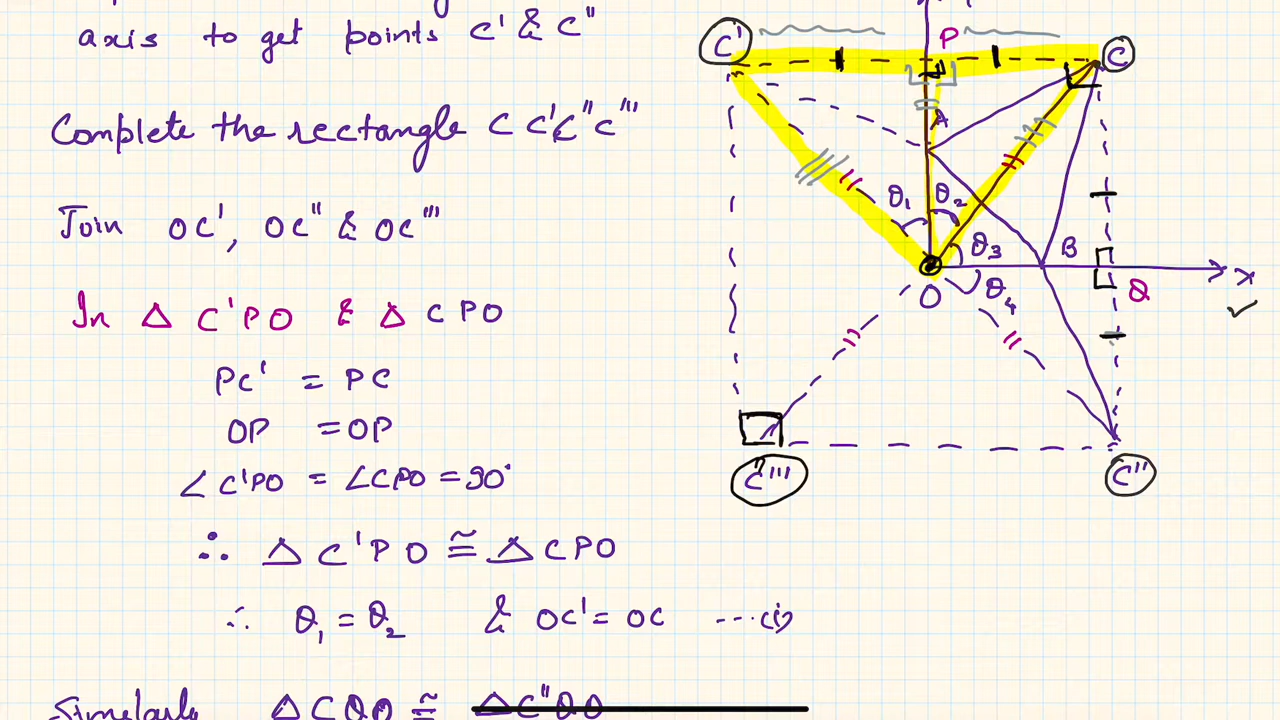 axis to get points C' & C''
Complete the rectangle C C' C'' C'''
Join OC', OC'' & OC'''
In Δ C'PO & Δ CPO
PC' = PC
OP = OP
∠ C'PO = ∠CPO = 90°
∴ Δ C'PO ≅ Δ CPO
∴ θ₁ = θ₂ & OC' = OC ---(i)
Similarly Δ CQO ≅ ΔC''QO
C'
P
C
A
θ₁
θ₂
θ₃
B
O
θ₄
Q
x
C'''
C''